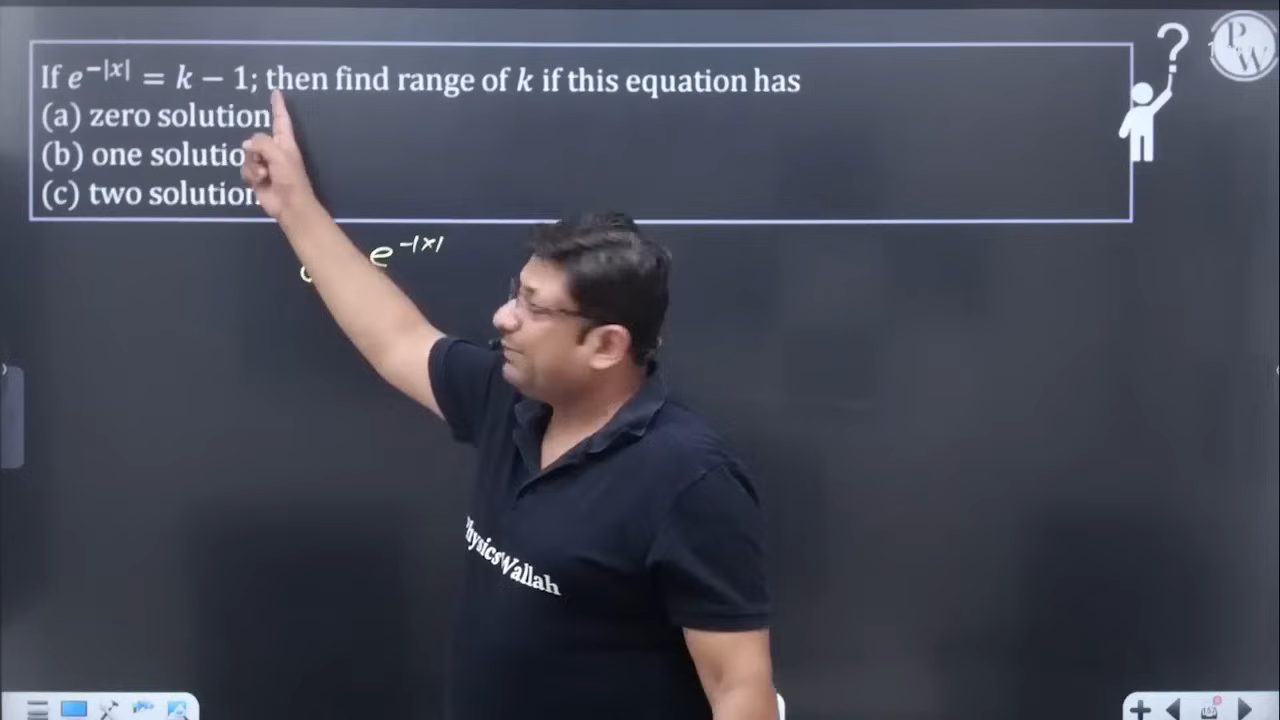 If e^{-|x|} = k − 1; then find range of k if this equation has
(a) zero solution
(b) one solutio
(c) two solution
e^{-|x|}
PhysicsWallah
P
W